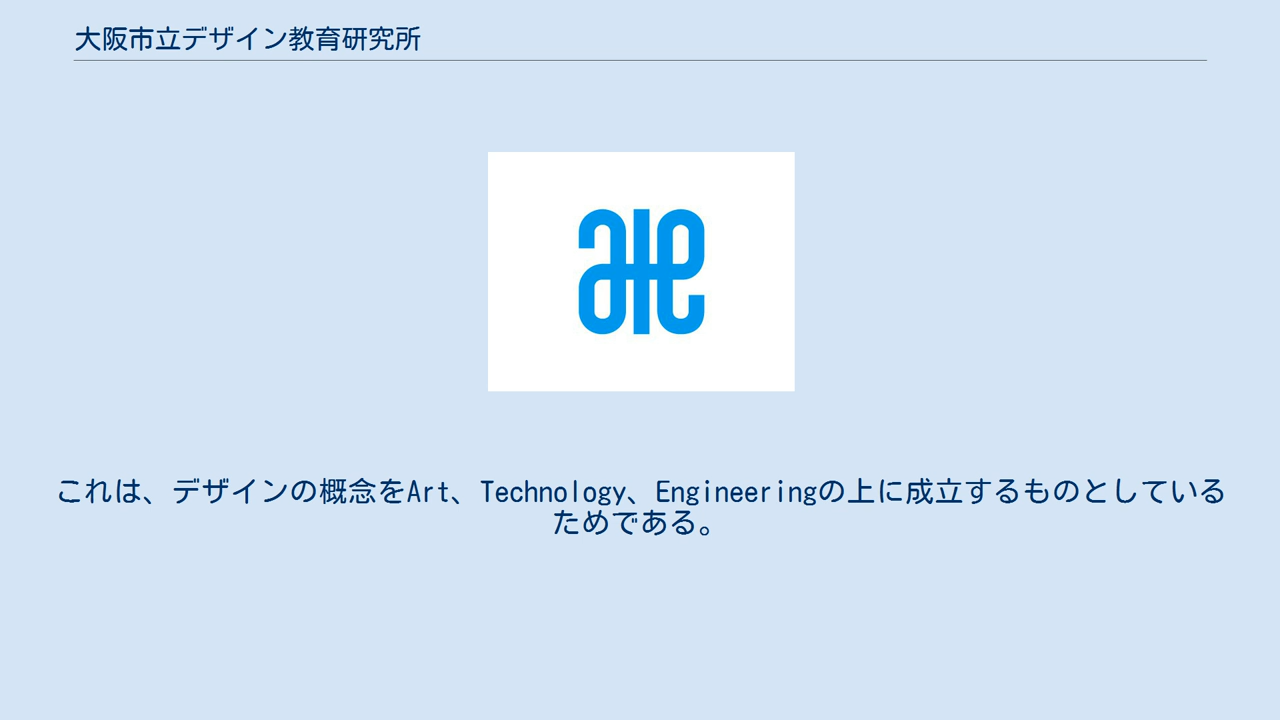 大阪市立デザイン教育研究所
ate
これは、デザインの概念をArt、Technology、Engineeringの上に成立するものとしている
ためである。